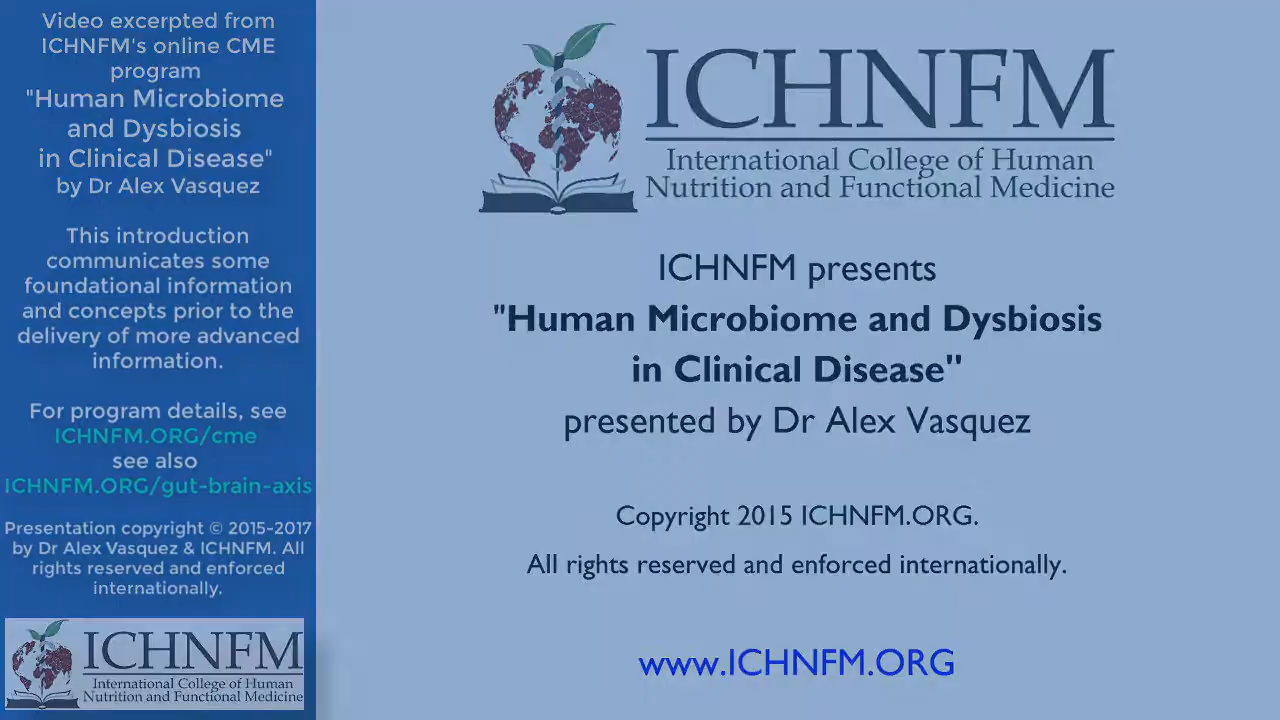 Video excerpted from
ICHNFM's online CME
program
"Human Microbiome
and Dysbiosis
in Clinical Disease"
by Dr Alex Vasquez
This introduction
communicates some
foundational information
and concepts prior to the
delivery of more advanced
information.
For program details, see
ICHNFM.ORG/cme
see also
ICHNFM.ORG/gut-brain-axis
Presentation copyright © 2015-2017
by Dr Alex Vasquez & ICHNFM. All
rights reserved and enforced
internationally.
ICHNFM
International College of Human
Nutrition and Functional Medicine
ICHNFM
International College of Human
Nutrition and Functional Medicine
ICHNFM presents
"Human Microbiome and Dysbiosis
in Clinical Disease"
presented by Dr Alex Vasquez
Copyright 2015 ICHNFM.ORG.
All rights reserved and enforced internationally.
www.ICHNFM.ORG